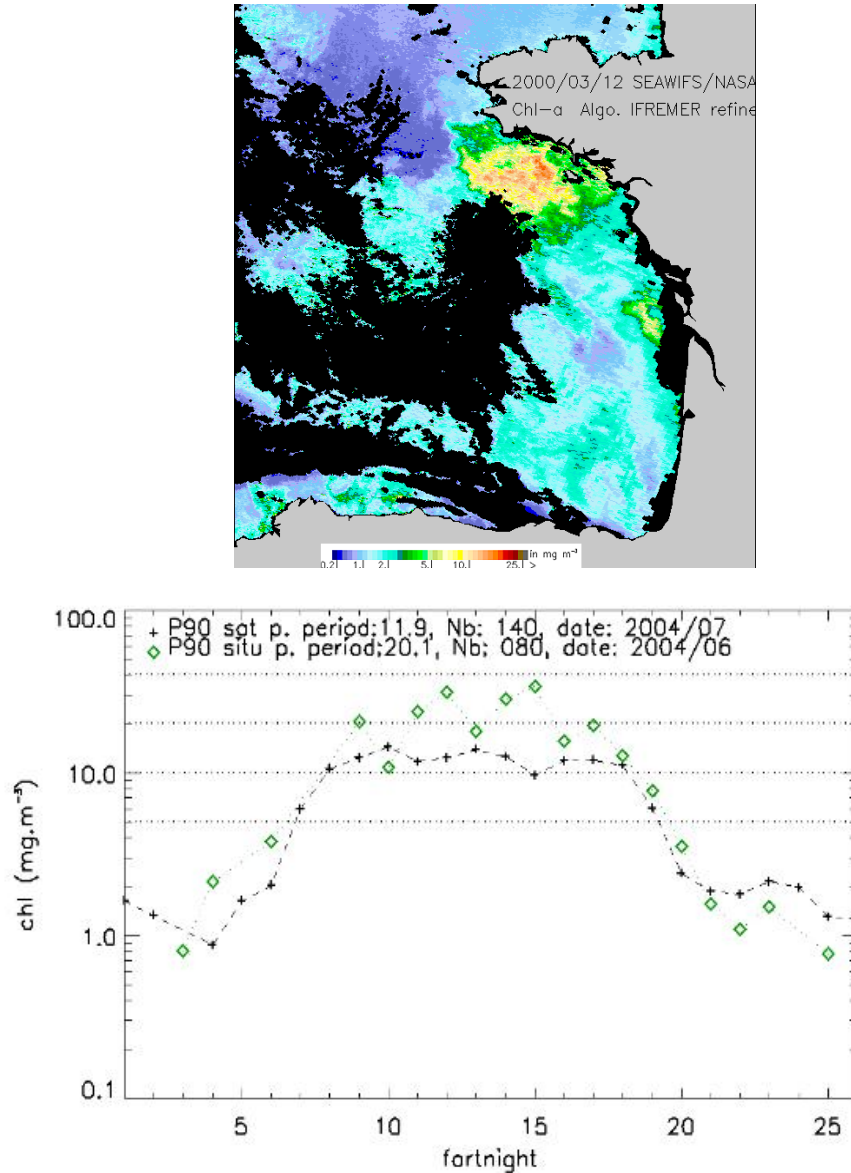 2000/03/12 SEAWIFS/NASA
Chl-a Algo. IFREMER refine
in mg m⁻³
0.2 1. 2. 5. 10. 25. >
100.0
+ P90 sat p. period:11.9, Nb: 140, date: 2004/07
◇ P90 situ p. period:20.1, Nb: 080, date: 2004/06
10.0
chl (mg.m⁻³)
1.0
0.1
5 10 15 20 25
fortnight